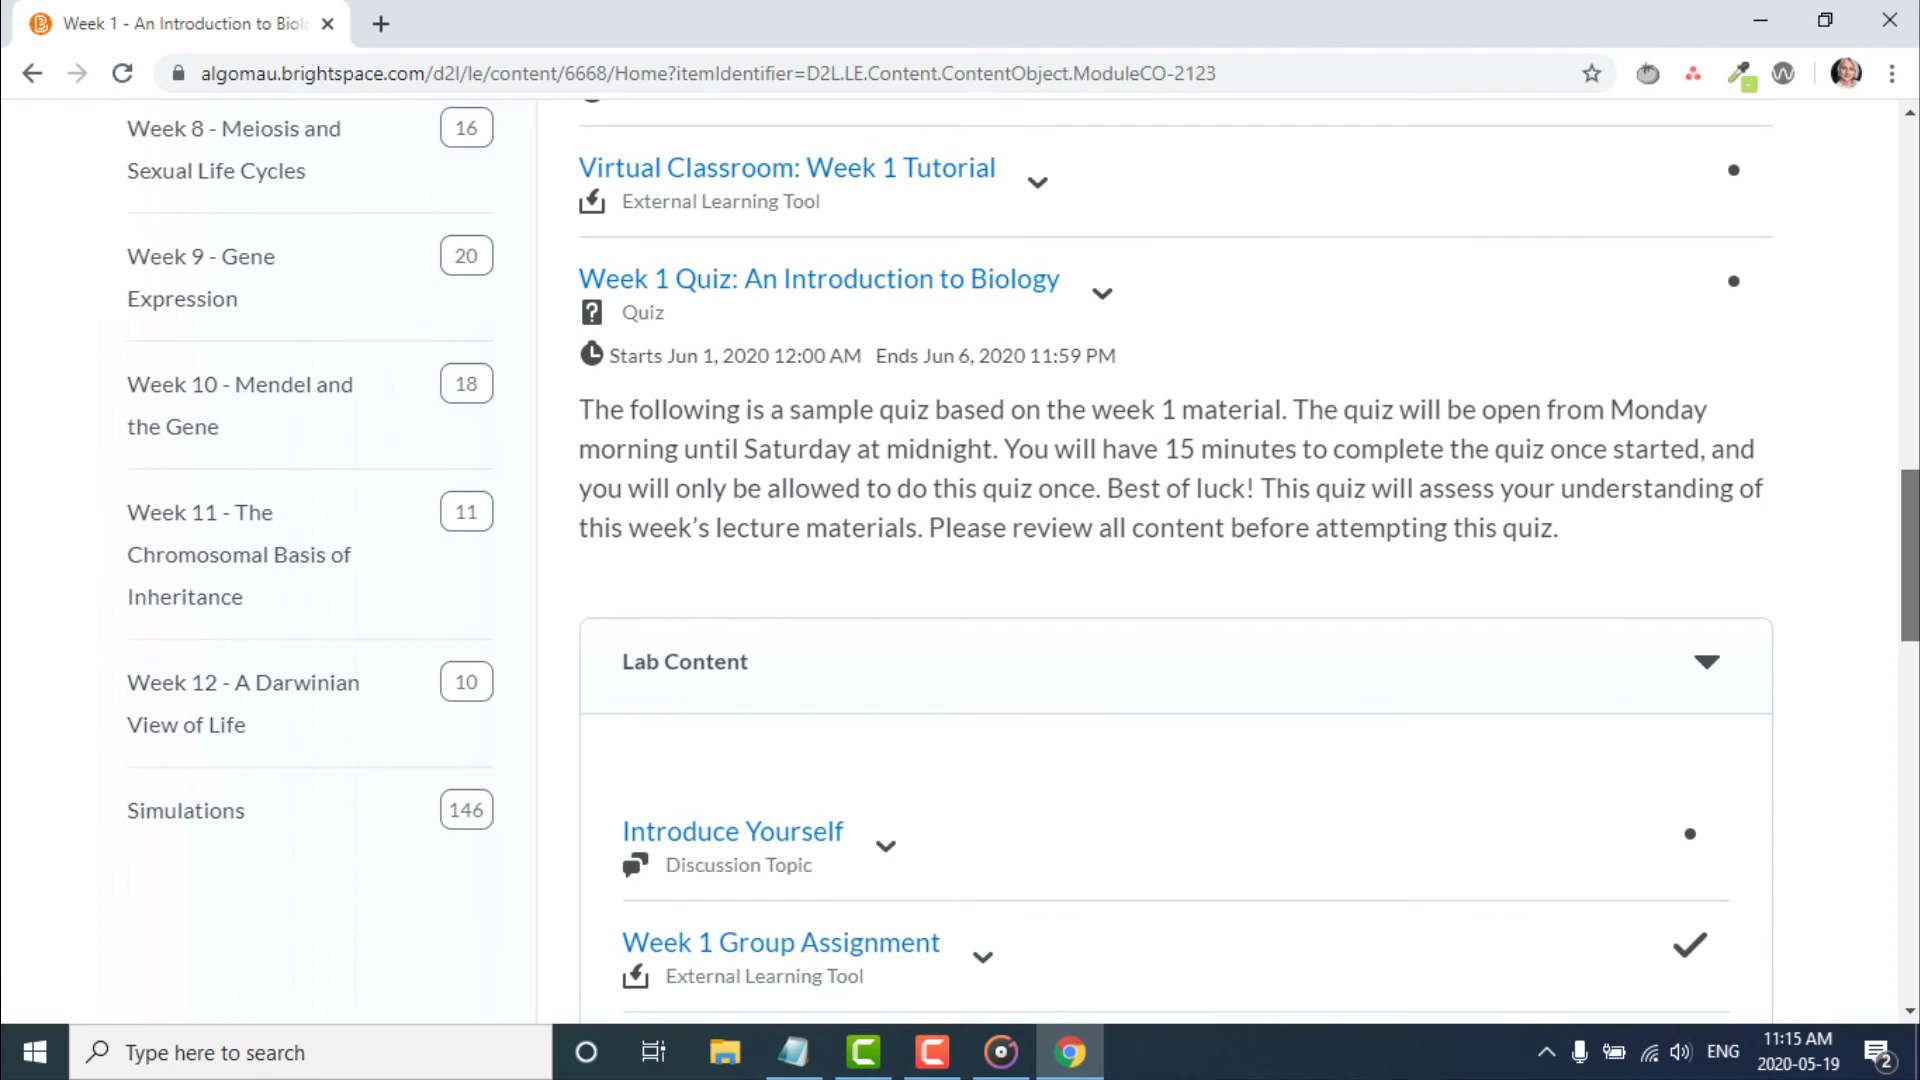 Week 1 - An Introduction to Biolo
algomau.brightspace.com/d2l/le/content/6668/Home?itemIdentifier=D2L.LE.Content.ContentObject.ModuleCO-2123
Week 8 - Meiosis and
Sexual Life Cycles
16
Week 9 - Gene
Expression
20
Week 10 - Mendel and
the Gene
18
Week 11 - The
Chromosomal Basis of
Inheritance
11
Week 12 - A Darwinian
View of Life
10
Simulations
146
Virtual Classroom: Week 1 Tutorial
External Learning Tool
Week 1 Quiz: An Introduction to Biology
Quiz
Starts Jun 1, 2020 12:00 AM Ends Jun 6, 2020 11:59 PM
The following is a sample quiz based on the week 1 material. The quiz will be open from Monday
morning until Saturday at midnight. You will have 15 minutes to complete the quiz once started, and
you will only be allowed to do this quiz once. Best of luck! This quiz will assess your understanding of
this week’s lecture materials. Please review all content before attempting this quiz.
Lab Content
Introduce Yourself
Discussion Topic
Week 1 Group Assignment
External Learning Tool
Type here to search
ENG
11:15 AM
2020-05-19
2